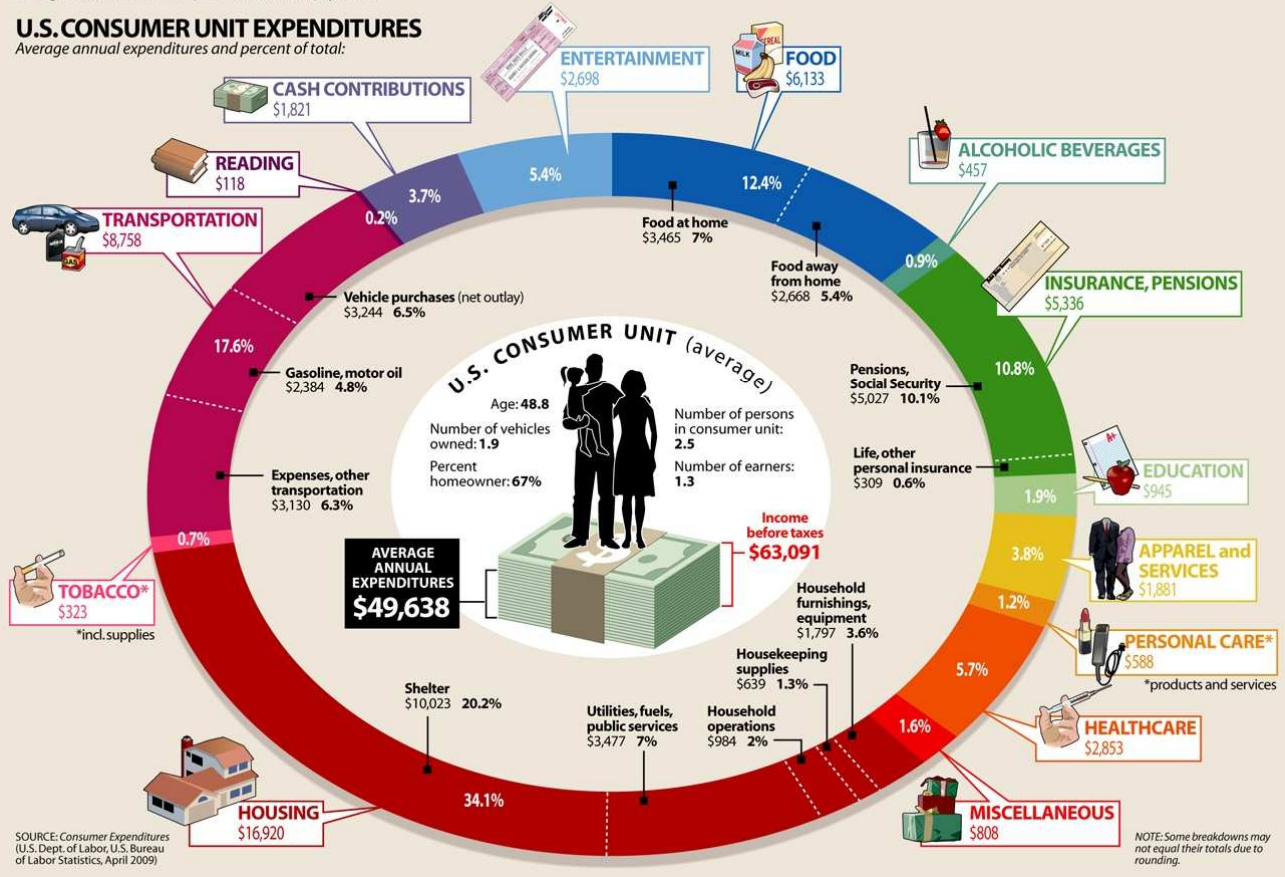 U.S. CONSUMER UNIT EXPENDITURES
Average annual expenditures and percent of total:
ENTERTAINMENT
$2,698
FOOD
$6,133
MILK
CASH CONTRIBUTIONS
$1,821
READING
$118
TRANSPORTATION
$8,758
GAS
ALCOHOLIC BEVERAGES
$457
INSURANCE, PENSIONS
$5,336
EDUCATION
$945
A+
APPAREL and
SERVICES
$1,881
PERSONAL CARE*
$588
*products and services
HEALTHCARE
$2,853
MISCELLANEOUS
$808
HOUSING
$16,920
TOBACCO*
$323
*incl. supplies
5.4%
12.4%
0.9%
10.8%
1.9%
3.8%
1.2%
5.7%
1.6%
34.1%
0.7%
17.6%
0.2%
3.7%
Food at home
$3,465 7%
Food away
from home
$2,668 5.4%
Pensions,
Social Security
$5,027 10.1%
Life, other
personal insurance
$309 0.6%
Vehicle purchases (net outlay)
$3,244 6.5%
Gasoline, motor oil
$2,384 4.8%
Expenses, other
transportation
$3,130 6.3%
U.S. CONSUMER UNIT (average)
Age: 48.8
Number of vehicles
owned: 1.9
Percent
homeowner: 67%
Number of persons
in consumer unit:
2.5
Number of earners:
1.3
Income
before taxes
$63,091
AVERAGE
ANNUAL
EXPENDITURES
$49,638
Household
furnishings,
equipment
$1,797 3.6%
Housekeeping
supplies
$639 1.3%
Household
operations
$984 2%
Utilities, fuels,
public services
$3,477 7%
Shelter
$10,023 20.2%
SOURCE: Consumer Expenditures
(U.S. Dept. of Labor, U.S. Bureau
of Labor Statistics, April 2009)
NOTE: Some breakdowns may
not equal their totals due to
rounding.